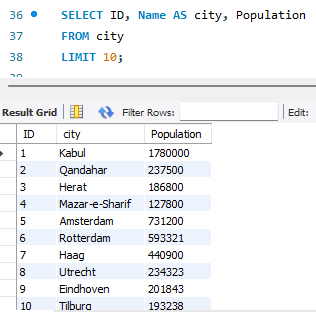 36 SELECT ID, Name AS city, Population
37 FROM city
38 LIMIT 10;
Result Grid Filter Rows: Edit:
ID city Population
1 Kabul 1780000
2 Qandahar 237500
3 Herat 186800
4 Mazar-e-Sharif 127800
5 Amsterdam 731200
6 Rotterdam 593321
7 Haag 440900
8 Utrecht 234323
9 Eindhoven 201843
10 Tilburg 193238